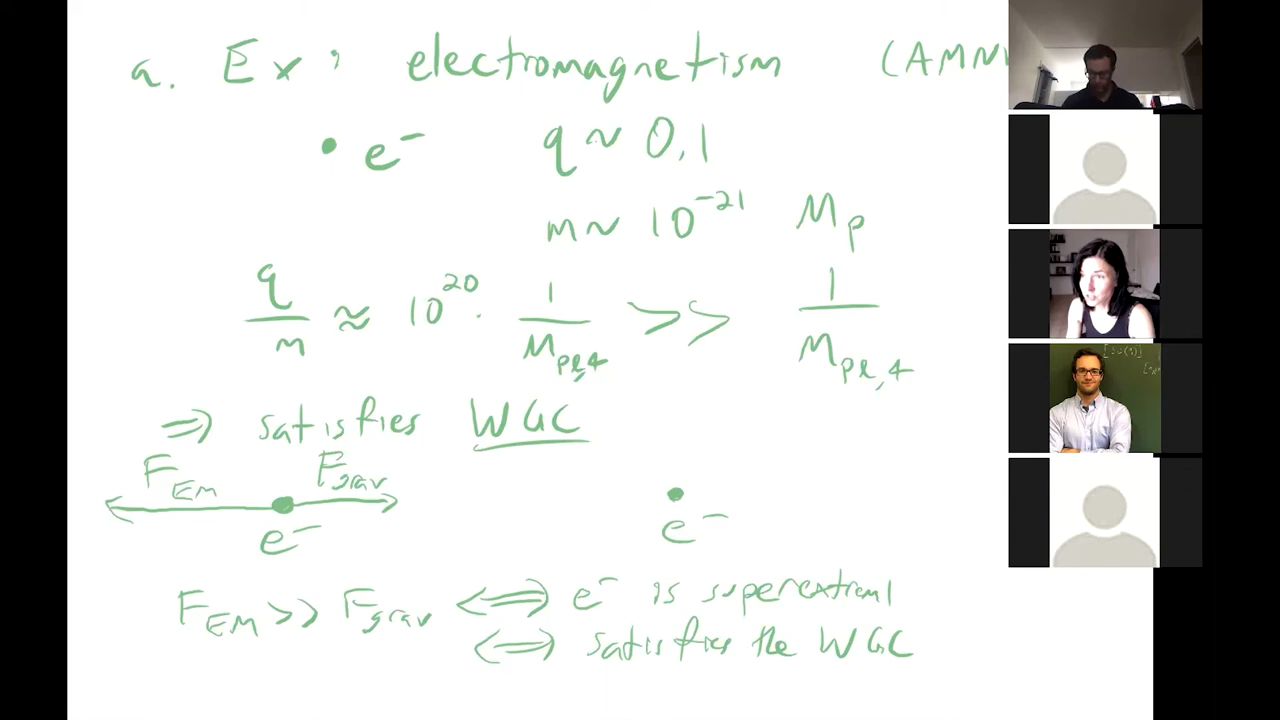 a. Ex: electromagnetism (AMNV
• e⁻ q ~ 0.1
m ~ 10⁻²¹ Mp
q/m ≈ 10²⁰ · 1/M_pl,4 >> 1/M_pl,4
⇒ satisfies WGC
F_EM F_grav
e⁻ e⁻
F_EM >> F_grav ⟺ e⁻ is superextremal
⟺ satisfies the WGC